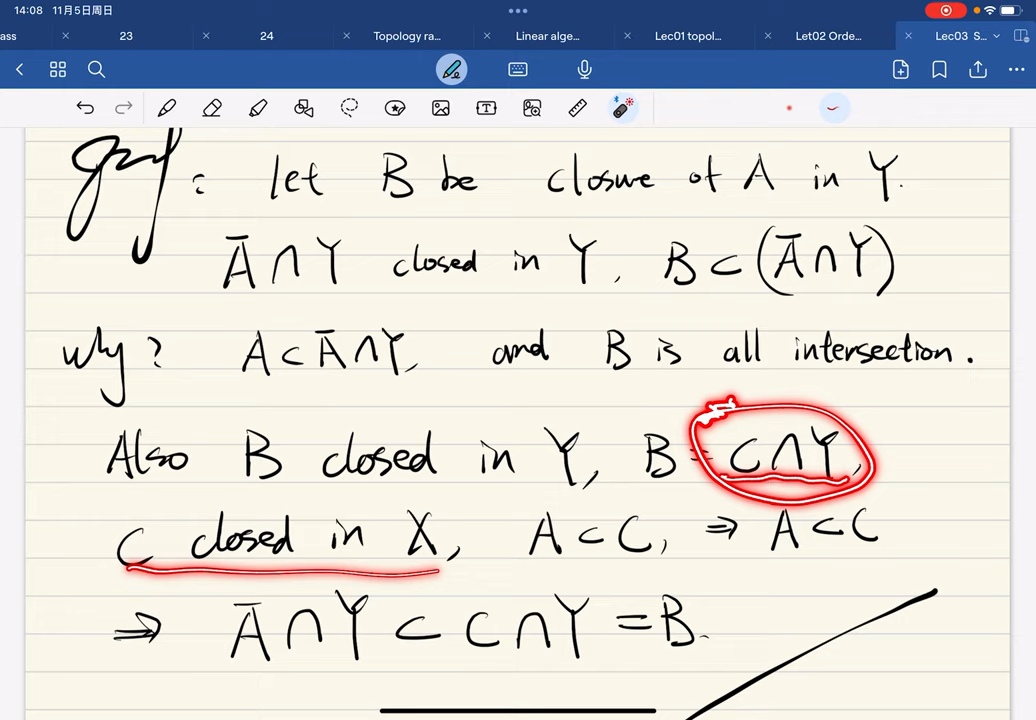 14:08 11月5日周日
ass 23 24 Topology ra... Linear alge... Lec01 topol... Let02 Orde... Lec03 S...
proof: let B be closure of A in Y.
Ā∩Y closed in Y, B ⊂ (Ā∩Y)
why? A⊂Ā∩Y, and B is all intersection.
Also B closed in Y, B = C∩Y,
C closed in X, A⊂C, ⇒ A⊂C
⇒ Ā∩Y ⊂ C∩Y = B.